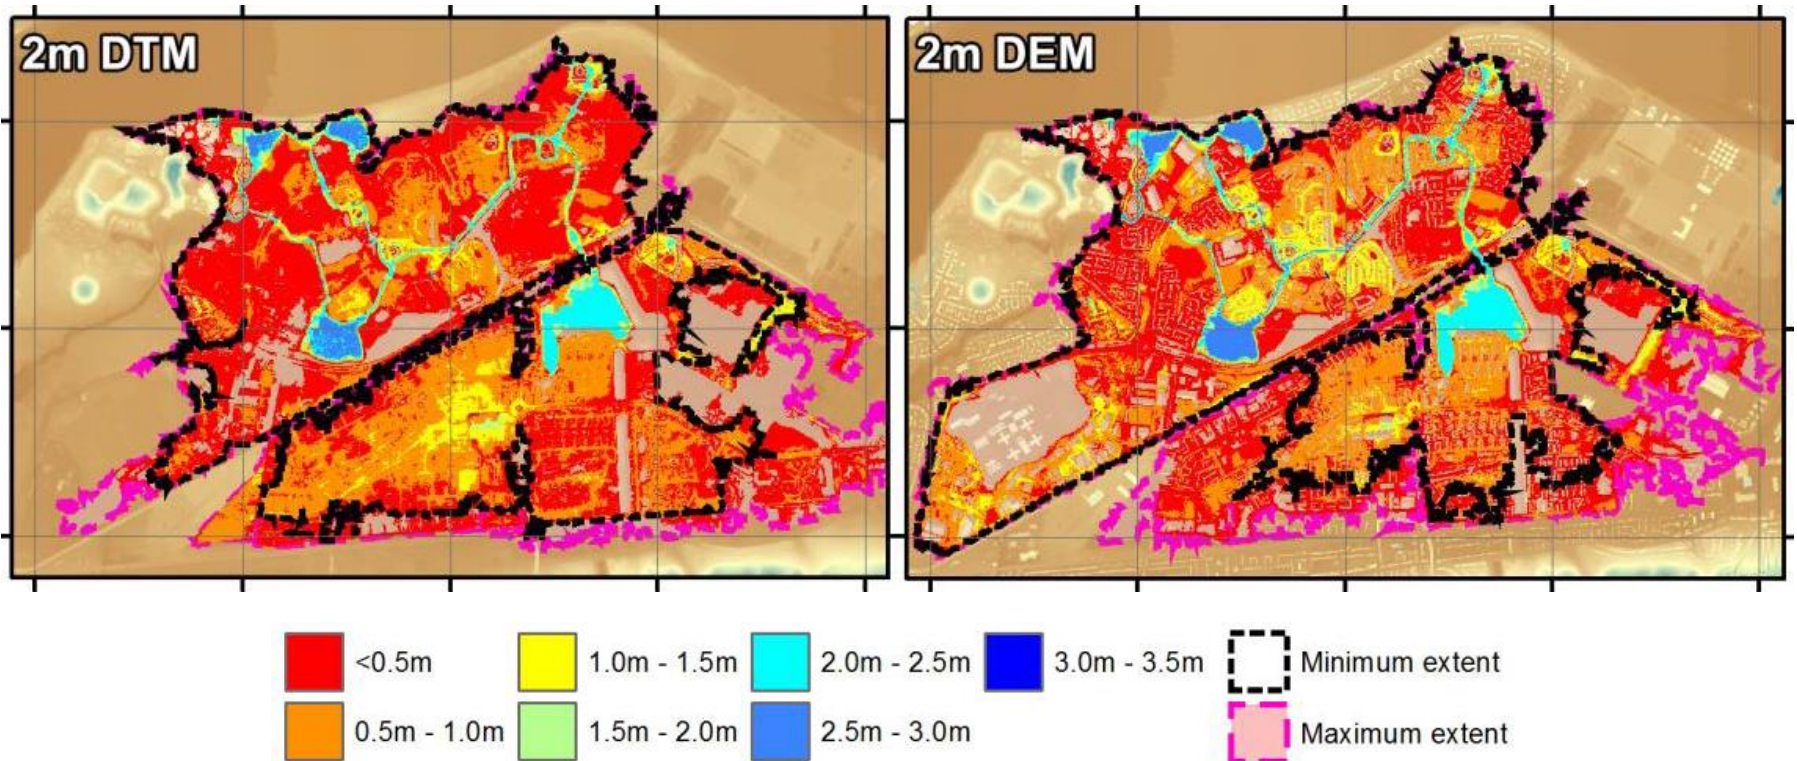 2m DTM
2m DEM
<0.5m
1.0m - 1.5m
2.0m - 2.5m
3.0m - 3.5m
Minimum extent
0.5m - 1.0m
1.5m - 2.0m
2.5m - 3.0m
Maximum extent